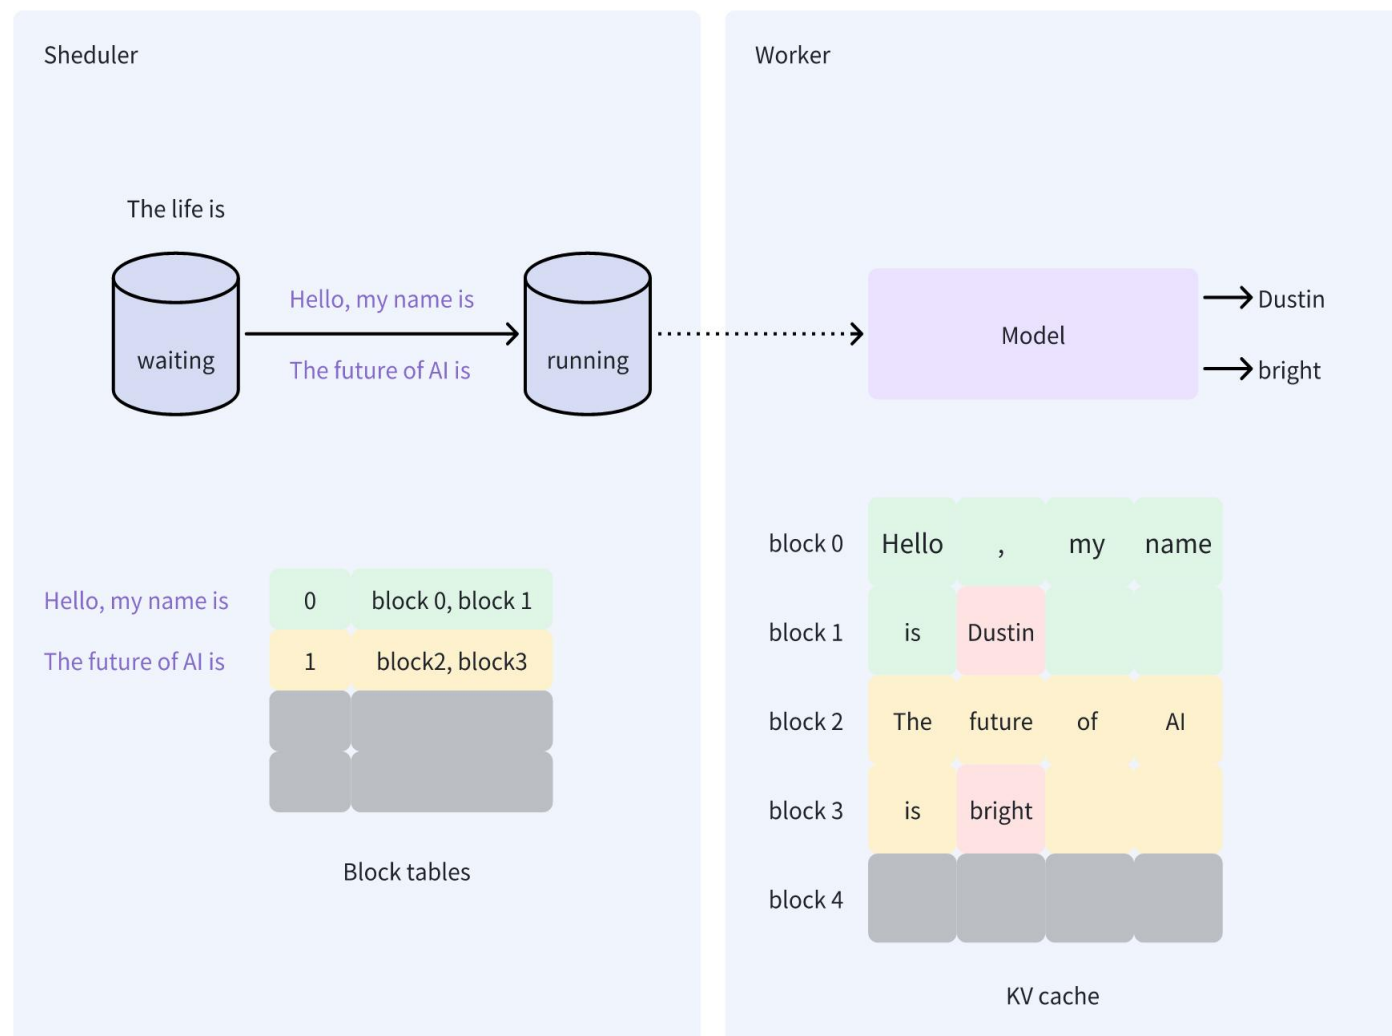 Sheduler
The life is
waiting
Hello, my name is
The future of AI is
running
Hello, my name is 0 block 0, block 1
The future of AI is 1 block2, block3
Block tables
Worker
Model
Dustin
bright
block 0 Hello , my name
block 1 is Dustin
block 2 The future of AI
block 3 is bright
block 4
KV cache